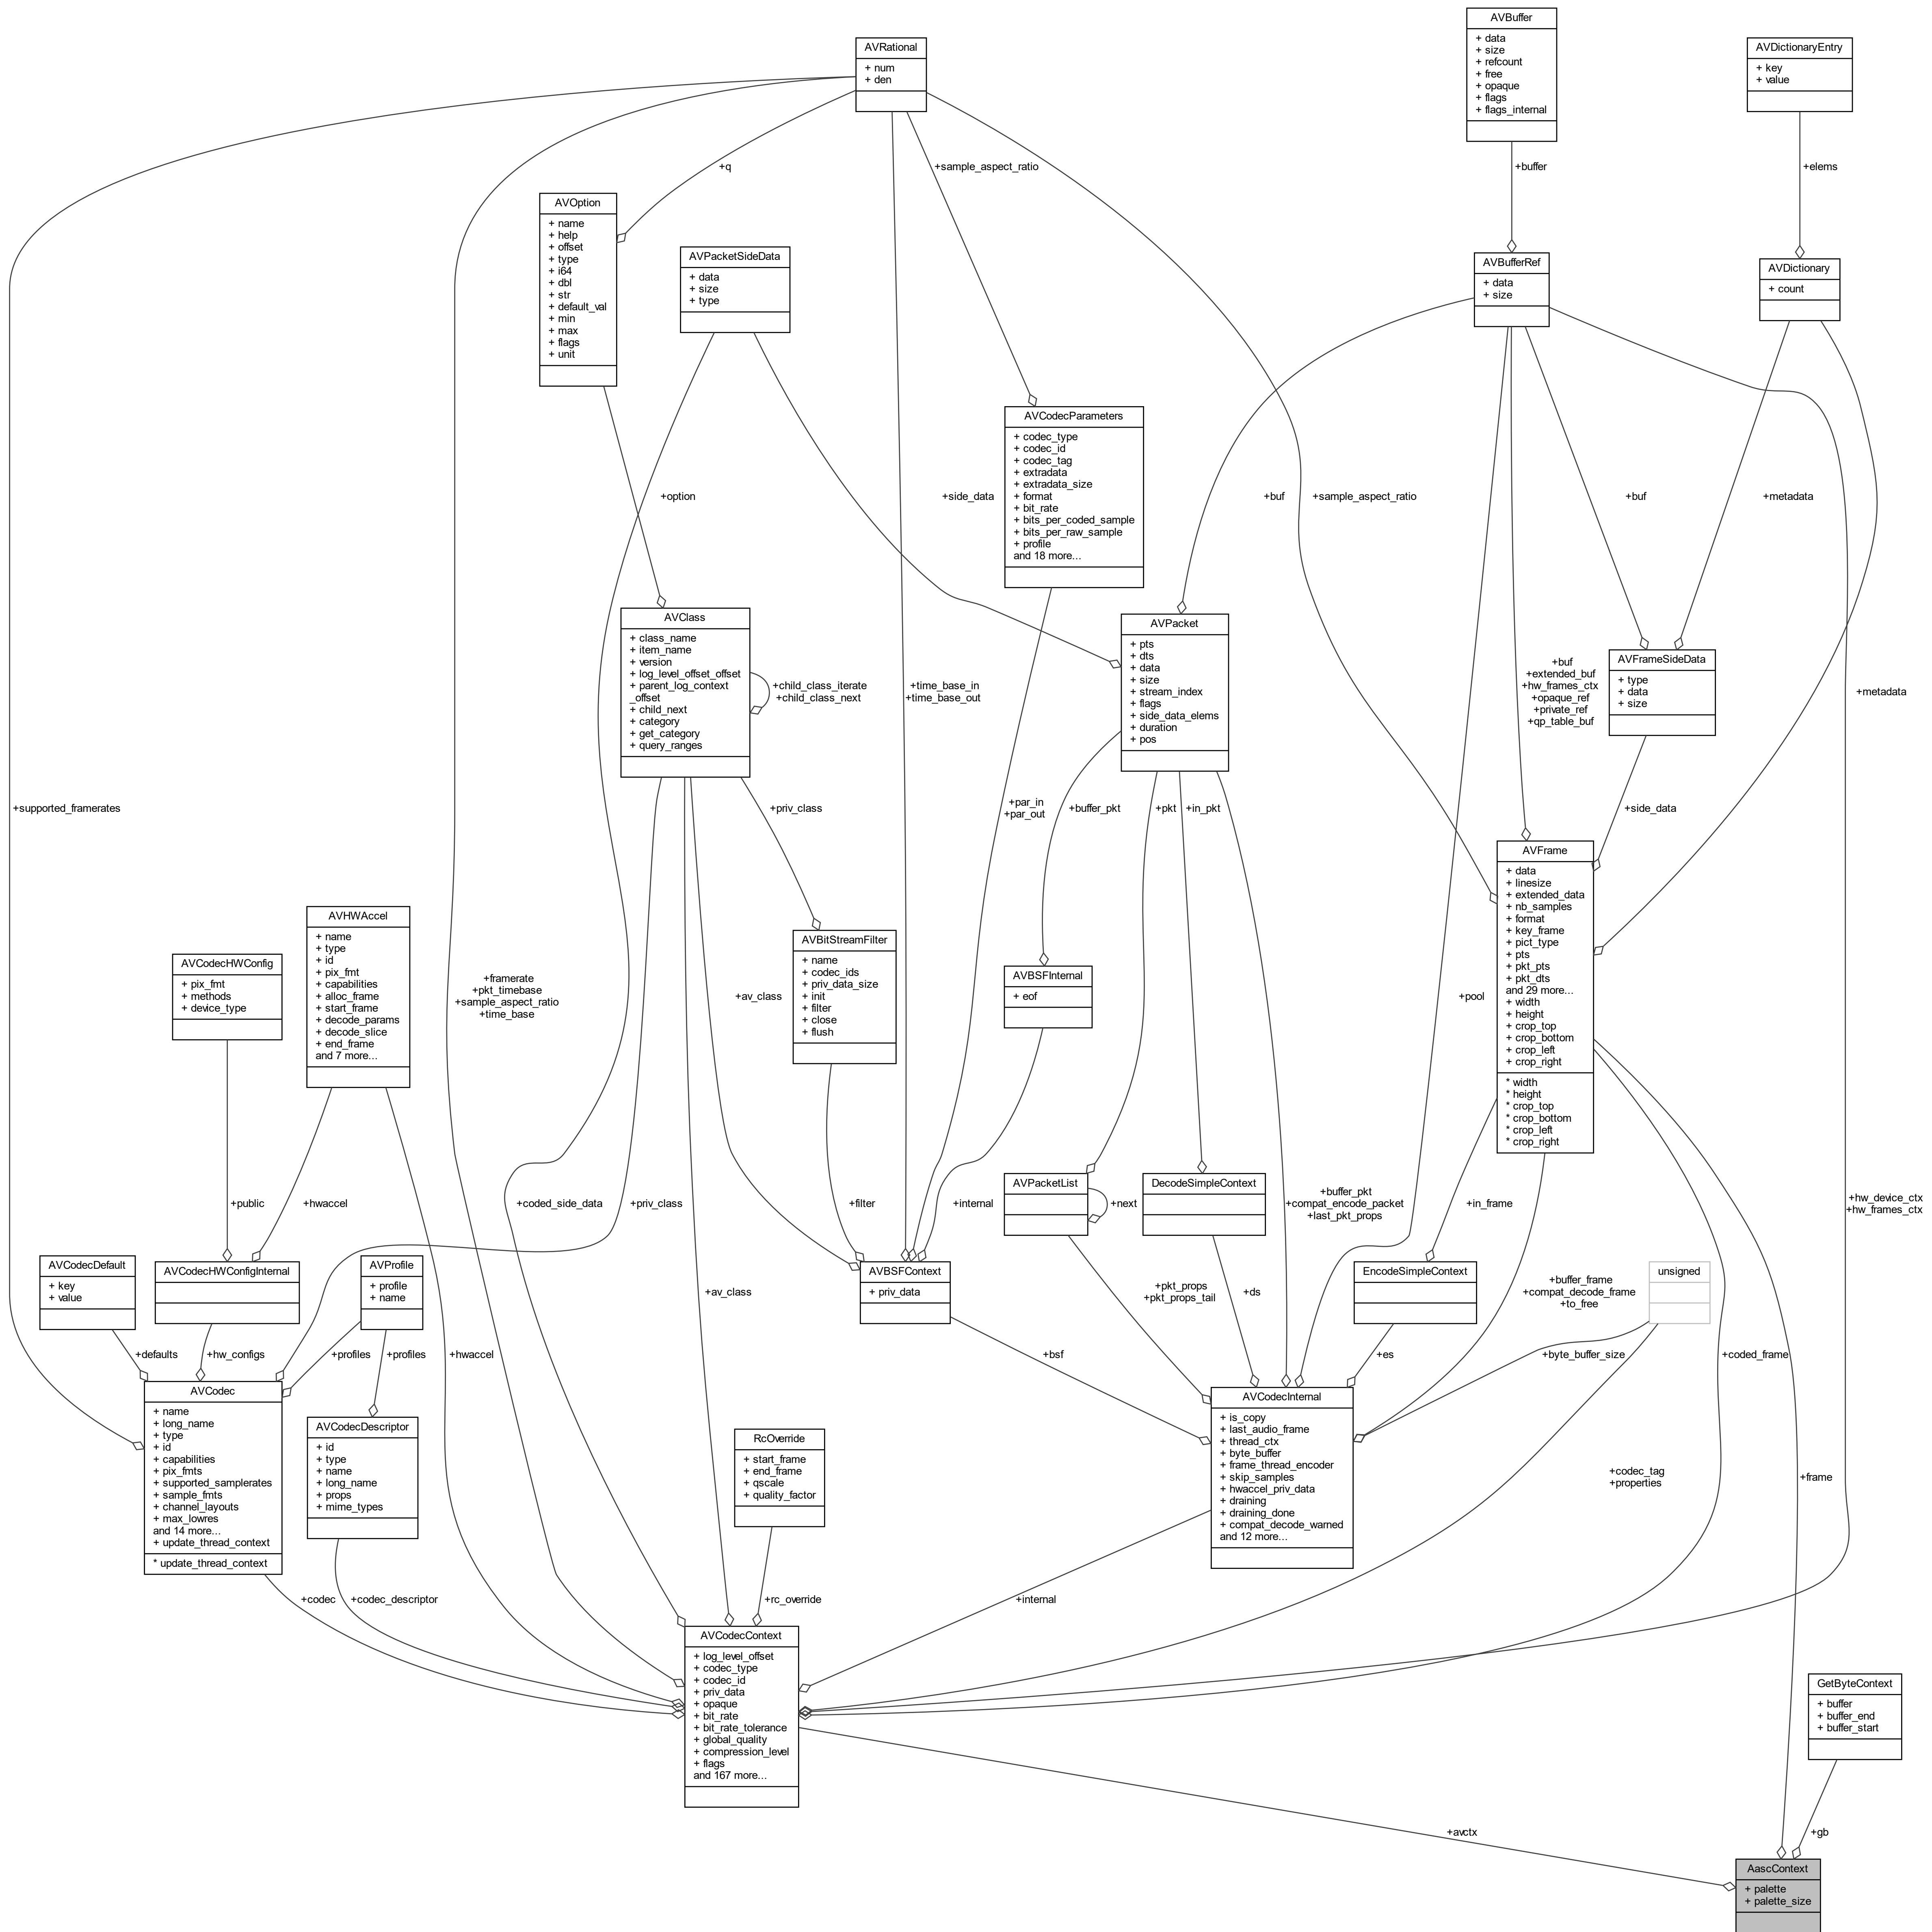 AVBuffer
+ data
+ size
+ refcount
+ free
+ opaque
+ flags
+ flags_internal
AVRational
+ num
+ den
AVDictionaryEntry
+ key
+ value
+q
+sample_aspect_ratio
+buffer
+elems
AVOption
+ name
+ help
+ offset
+ type
+ i64
+ dbl
+ str
+ default_val
+ min
+ max
+ flags
+ unit
AVPacketSideData
+ data
+ size
+ type
AVBufferRef
+ data
+ size
AVDictionary
+ count
AVCodecParameters
+ codec_type
+ codec_id
+ codec_tag
+ extradata
+ extradata_size
+ format
+ bit_rate
+ bits_per_coded_sample
+ bits_per_raw_sample
+ profile
and 18 more...
+option
+side_data
+buf
+sample_aspect_ratio
+buf
+metadata
AVClass
+ class_name
+ item_name
+ version
+ log_level_offset_offset
+ parent_log_context
_offset
+ child_next
+ category
+ get_category
+ query_ranges
+child_class_iterate
+child_class_next
+time_base_in
+time_base_out
AVPacket
+ pts
+ dts
+ data
+ size
+ stream_index
+ flags
+ side_data_elems
+ duration
+ pos
+buf
+extended_buf
+hw_frames_ctx
+opaque_ref
+private_ref
+qp_table_buf
AVFrameSideData
+ type
+ data
+ size
+metadata
+supported_framerates
+priv_class
+par_in
+par_out
+buffer_pkt
+pkt
+in_pkt
+side_data
AVFrame
+ data
+ linesize
+ extended_data
+ nb_samples
+ format
+ key_frame
+ pict_type
+ pts
+ pkt_pts
+ pkt_dts
and 29 more...
+ width
+ height
+ crop_top
+ crop_bottom
+ crop_left
+ crop_right
* width
* height
* crop_top
* crop_bottom
* crop_left
* crop_right
AVHWAccel
+ name
+ type
+ id
+ pix_fmt
+ capabilities
+ alloc_frame
+ start_frame
+ decode_params
+ decode_slice
+ end_frame
and 7 more...
AVCodecHWConfig
+ pix_fmt
+ methods
+ device_type
+framerate
+pkt_timebase
+sample_aspect_ratio
+time_base
+av_class
AVBitStreamFilter
+ name
+ codec_ids
+ priv_data_size
+ init
+ filter
+ close
+ flush
AVBSFInternal
+ eof
+pool
+public
+hwaccel
+coded_side_data
+priv_class
+filter
+internal
AVPacketList
+next
DecodeSimpleContext
+buffer_pkt
+compat_encode_packet
+last_pkt_props
+in_frame
+hw_device_ctx
+hw_frames_ctx
AVCodecDefault
+ key
+ value
AVCodecHWConfigInternal
AVProfile
+ profile
+ name
+av_class
AVBSFContext
+ priv_data
+pkt_props
+pkt_props_tail
+ds
EncodeSimpleContext
+buffer_frame
+compat_decode_frame
+to_free
unsigned
+defaults
+hw_configs
+profiles
+profiles
+hwaccel
+bsf
+es
+byte_buffer_size
+coded_frame
AVCodec
+ name
+ long_name
+ type
+ id
+ capabilities
+ pix_fmts
+ supported_samplerates
+ sample_fmts
+ channel_layouts
+ max_lowres
and 14 more...
+ update_thread_context
* update_thread_context
AVCodecDescriptor
+ id
+ type
+ name
+ long_name
+ props
+ mime_types
RcOverride
+ start_frame
+ end_frame
+ qscale
+ quality_factor
AVCodecInternal
+ is_copy
+ last_audio_frame
+ thread_ctx
+ byte_buffer
+ frame_thread_encoder
+ skip_samples
+ hwaccel_priv_data
+ draining
+ draining_done
+ compat_decode_warned
and 12 more...
+codec_tag
+properties
+frame
+codec
+codec_descriptor
+rc_override
+internal
AVCodecContext
+ log_level_offset
+ codec_type
+ codec_id
+ priv_data
+ opaque
+ bit_rate
+ bit_rate_tolerance
+ global_quality
+ compression_level
+ flags
and 167 more...
GetByteContext
+ buffer
+ buffer_end
+ buffer_start
+avctx
+gb
AascContext
+ palette
+ palette_size